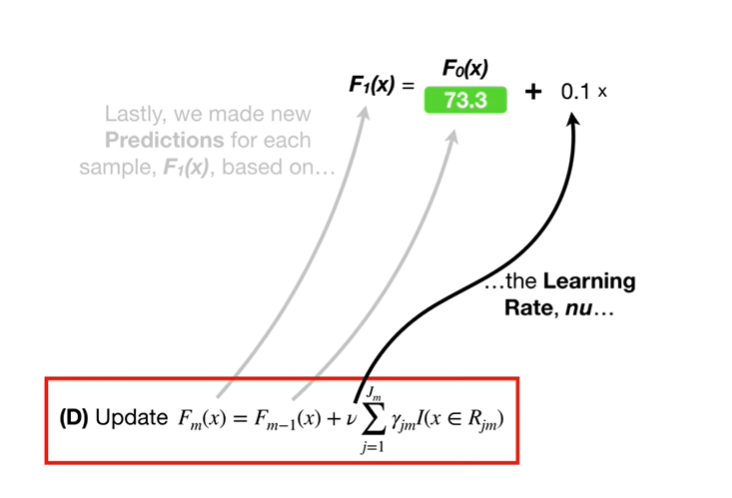 F₀(x)
F₁(x) = 73.3 + 0.1 x
Lastly, we made new
Predictions for each
sample, F₁(x), based on…
…the Learning
Rate, nu…
(D) Update Fₘ(x) = Fₘ₋₁(x) + ν ∑_{j=1}^{Jₘ} γⱼₘI(x ∈ Rⱼₘ)